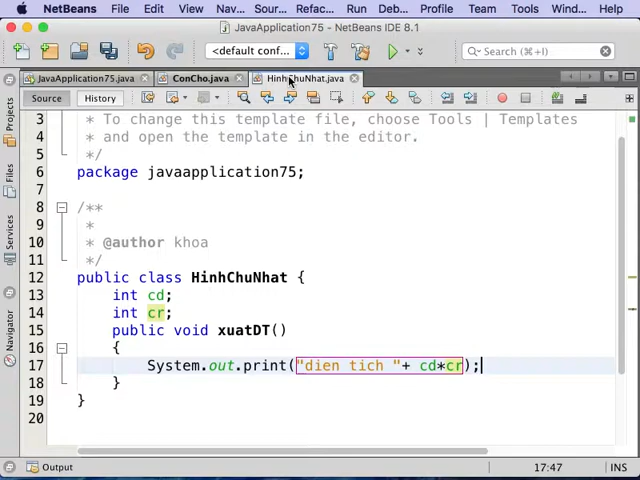 NetBeans File Edit View Nav... Sour... Refac... Run Deb... Profile Team Tools Windo... Help
JavaApplication75 - NetBeans IDE 8.1
<default conf... Search (⌘+I)
JavaApplication75.java ConCho.java HinhChuNhat.java
Source History
3 * To change this template file, choose Tools | Templates
4 * and open the template in the editor.
5 */
6 package javaapplication75;
7
8 /**
9 *
10 * @author khoa
11 */
12 public class HinhChuNhat {
13 int cd;
14 int cr;
15 public void xuatDT()
16 {
17 System.out.print("dien tich "+ cd*cr);
18 }
19 }
20
Projects
Files
Services
Navigator
Output 17:47 INS